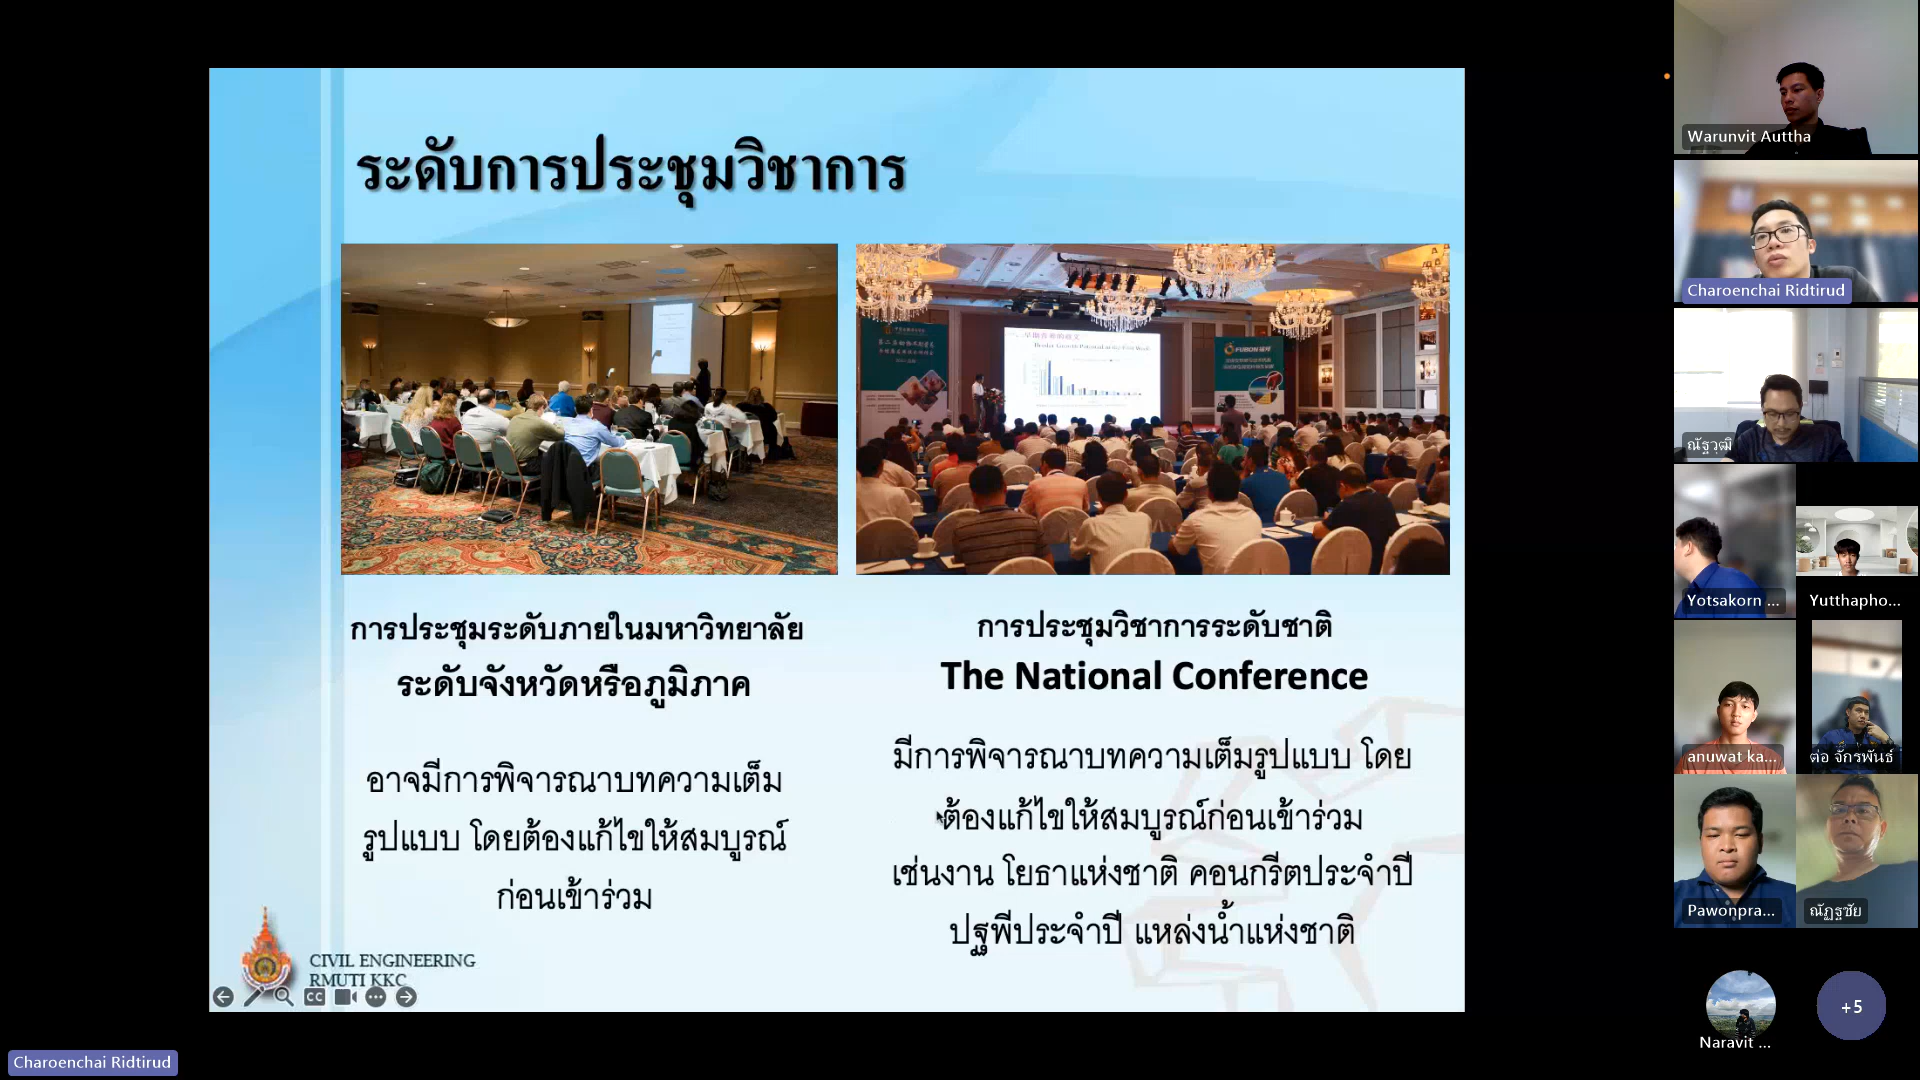 ระดับการประชุมวิชาการ
การประชุมระดับภายในมหาวิทยาลัย
ระดับจังหวัดหรือภูมิภาค
อาจมีการพิจารณาบทความเต็ม
รูปแบบ โดยต้องแก้ไขให้สมบูรณ์
ก่อนเข้าร่วม
การประชุมวิชาการระดับชาติ
The National Conference
มีการพิจารณาบทความเต็มรูปแบบ โดย
ต้องแก้ไขให้สมบูรณ์ก่อนเข้าร่วม
เช่นงาน โยธาแห่งชาติ คอนกรีตประจำปี
ปฐพีประจำปี แหล่งน้ำแห่งชาติ
CIVIL ENGINEERING
RMUTI KKC
CC
FUBON
Charoenchai Ridtirud
Warunvit Auttha
Charoenchai Ridtirud
ณัฐวุฒิ
Yotsakorn ...
Yutthapho...
anuwat ka...
ต่อ จักรพันธ์
Pawonpra...
ณัฏฐชัย
Naravit ...
+5